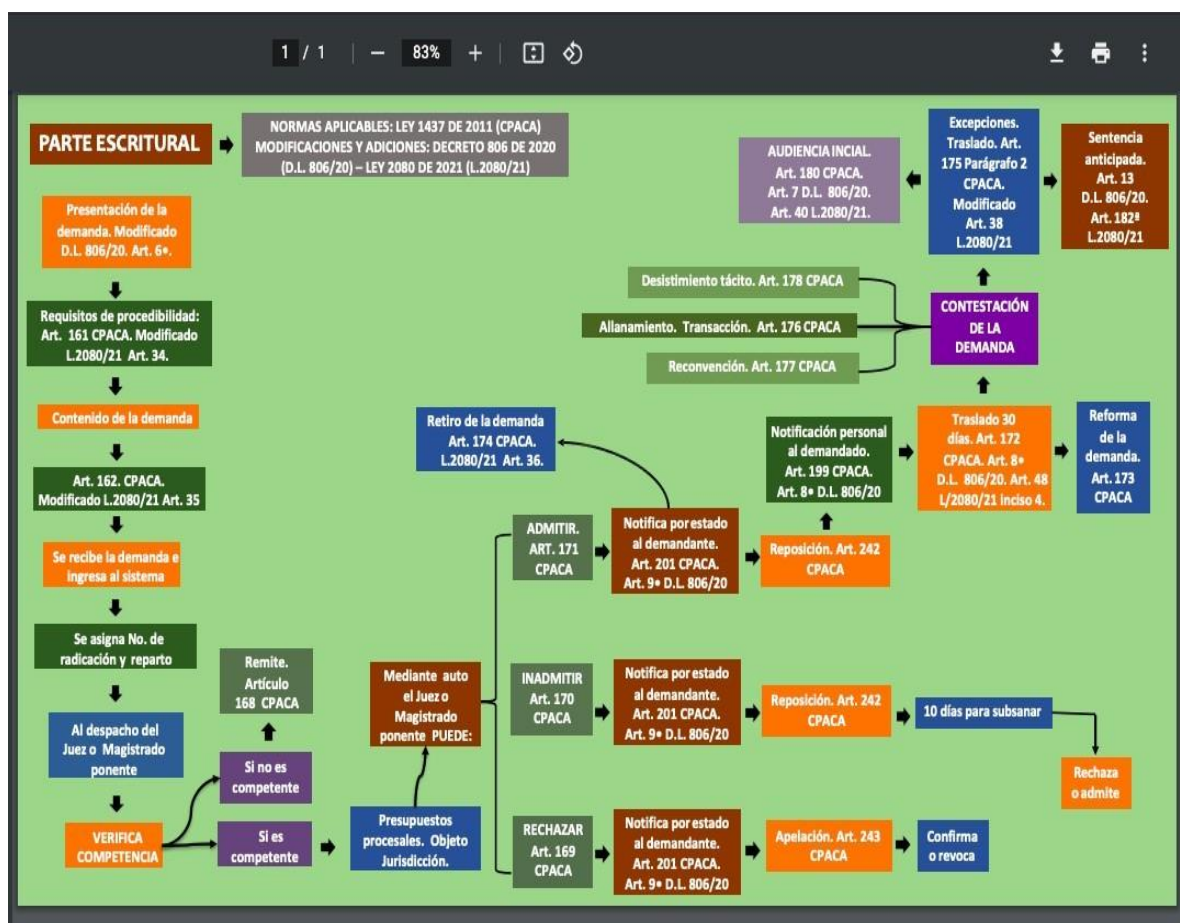 1 / 1
83%
PARTE ESCRITURAL
NORMAS APLICABLES: LEY 1437 DE 2011 (CPACA)
MODIFICACIONES Y ADICIONES: DECRETO 806 DE 2020
(D.L. 806/20) – LEY 2080 DE 2021 (L.2080/21)
Presentación de la
demanda. Modificado
D.L. 806/20. Art. 6•.
Requisitos de procedibilidad:
Art. 161 CPACA. Modificado
L.2080/21 Art. 34.
Contenido de la demanda
Art. 162. CPACA.
Modificado L.2080/21 Art. 35
Se recibe la demanda e
ingresa al sistema
Se asigna No. de
radicación y reparto
Al despacho del
Juez o Magistrado
ponente
VERIFICA
COMPETENCIA
Remite.
Artículo
168 CPACA
Si no es
competente
Si es
competente
Presupuestos
procesales. Objeto
Jurisdicción.
Mediante auto
el Juez o
Magistrado
ponente PUEDE:
ADMITIR.
ART. 171
CPACA
Notifica por estado
al demandante.
Art. 201 CPACA.
Art. 9• D.L. 806/20
Retiro de la demanda
Art. 174 CPACA.
L.2080/21 Art. 36.
Reposición. Art. 242
CPACA
Notificación personal
al demandado.
Art. 199 CPACA.
Art. 8• D.L. 806/20
Traslado 30
días. Art. 172
CPACA. Art. 8•
D.L. 806/20. Art. 48
L/2080/21 Inciso 4.
Reforma
de la
demanda.
Art. 173
CPACA
CONTESTACIÓN
DE LA
DEMANDA
Desistimiento tácito. Art. 178 CPACA
Allanamiento. Transacción. Art. 176 CPACA
Reconvención. Art. 177 CPACA
Excepciones.
Traslado. Art.
175 Parágrafo 2
CPACA.
Modificado
Art. 38
L.2080/21
AUDIENCIA INCIAL.
Art. 180 CPACA.
Art. 7 D.L. 806/20.
Art. 40 L.2080/21.
Sentencia
anticipada.
Art. 13
D.L. 806/20.
Art. 182ª
L.2080/21
INADMITIR
Art. 170
CPACA
Notifica por estado
al demandante.
Art. 201 CPACA.
Art. 9• D.L. 806/20
Reposición. Art. 242
CPACA
10 días para subsanar
Rechaza
o admite
RECHAZAR
Art. 169
CPACA
Notifica por estado
al demandante.
Art. 201 CPACA.
Art. 9• D.L. 806/20
Apelación. Art. 243
CPACA
Confirma
o revoca